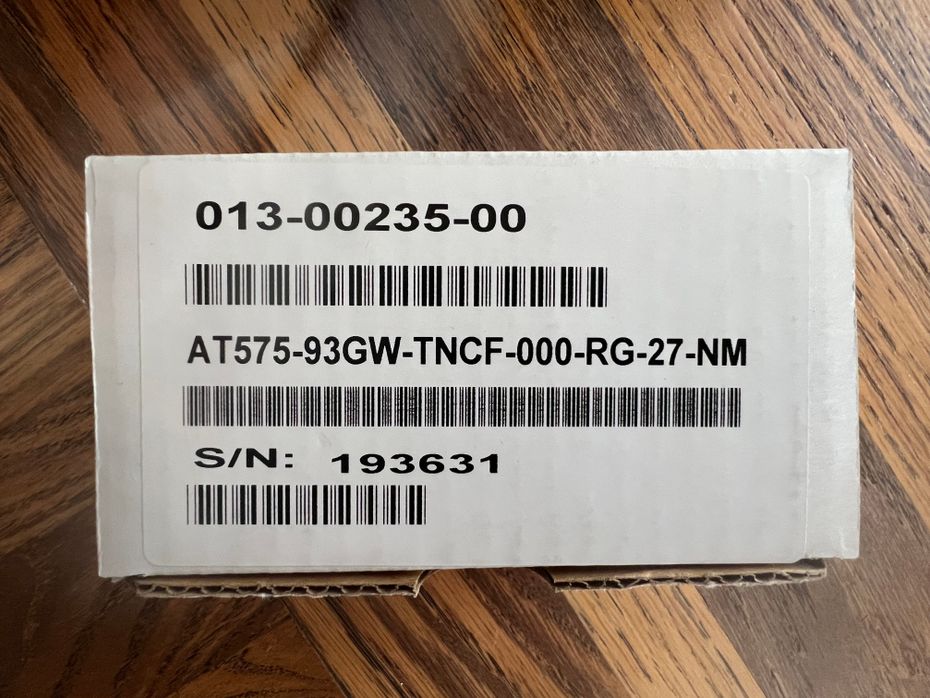 013-00235-00
AT575-93GW-TNCF-000-RG-27-NM
S/N: 193631